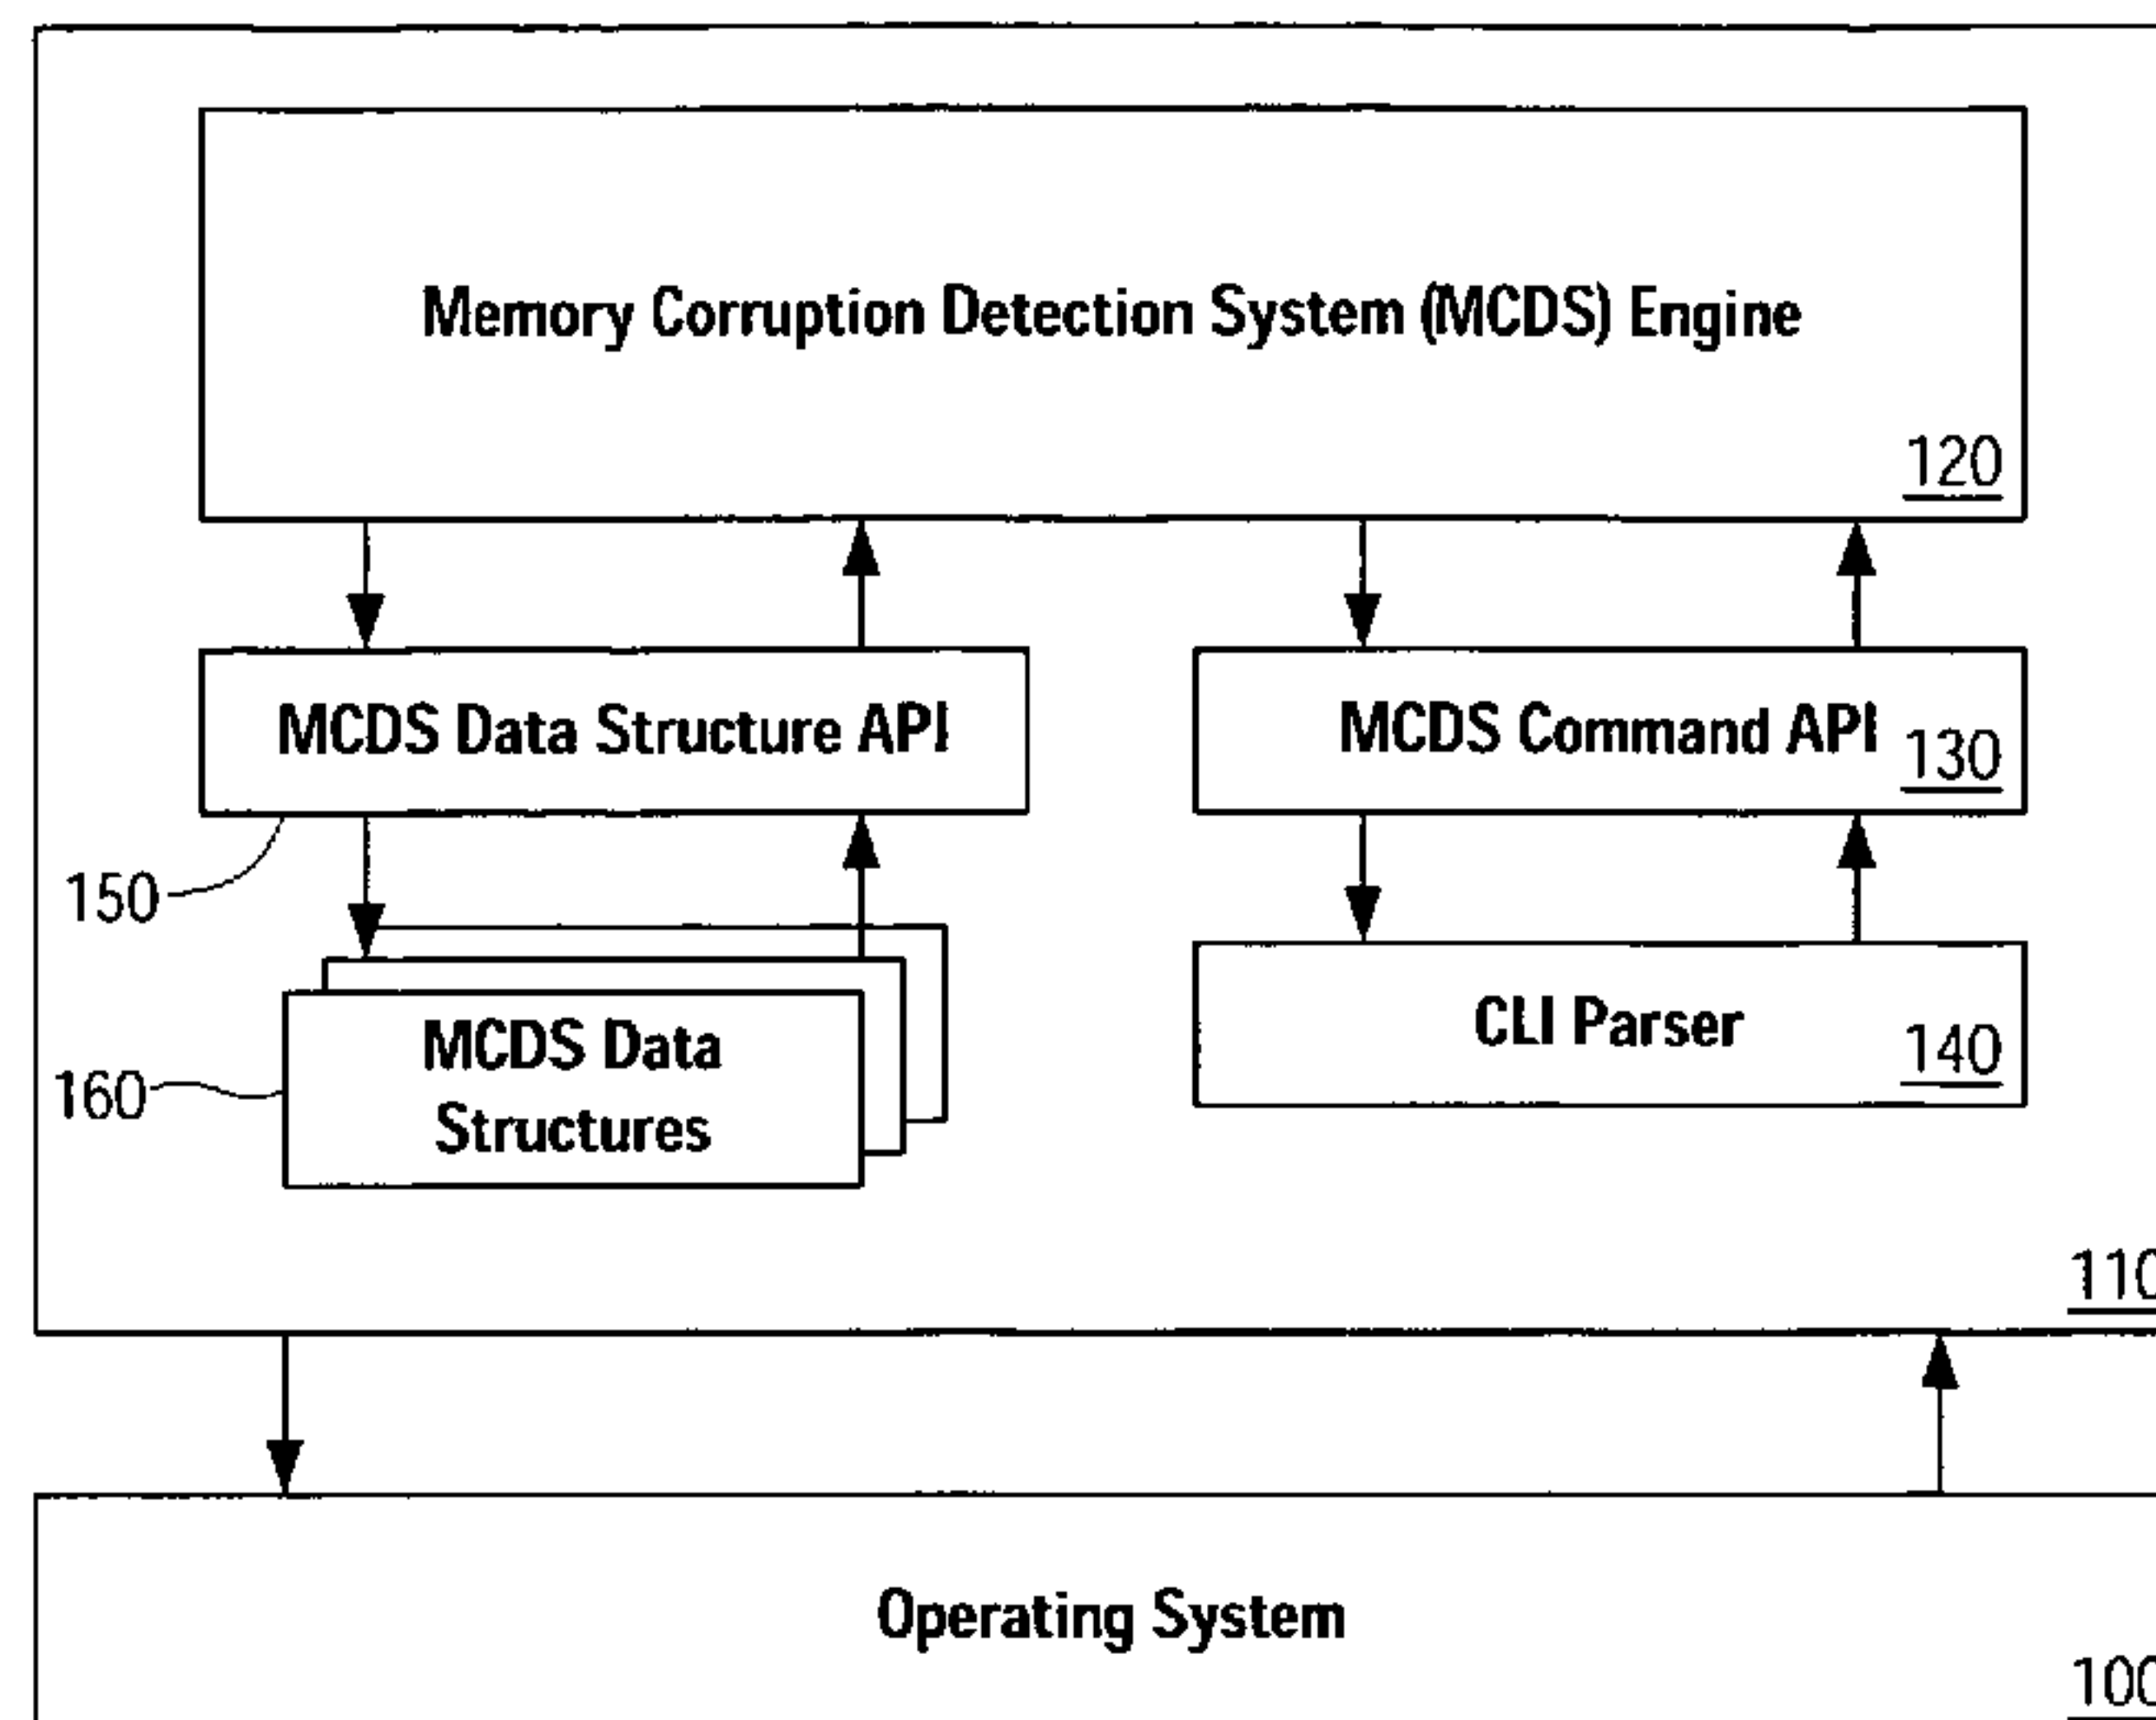 Memory Corruption Detection System (MCDS) Engine
120
MCDS Data Structure API
MCDS Command API
130
150
MCDS Data
Structures
160
CLI Parser
140
110
Operating System
100